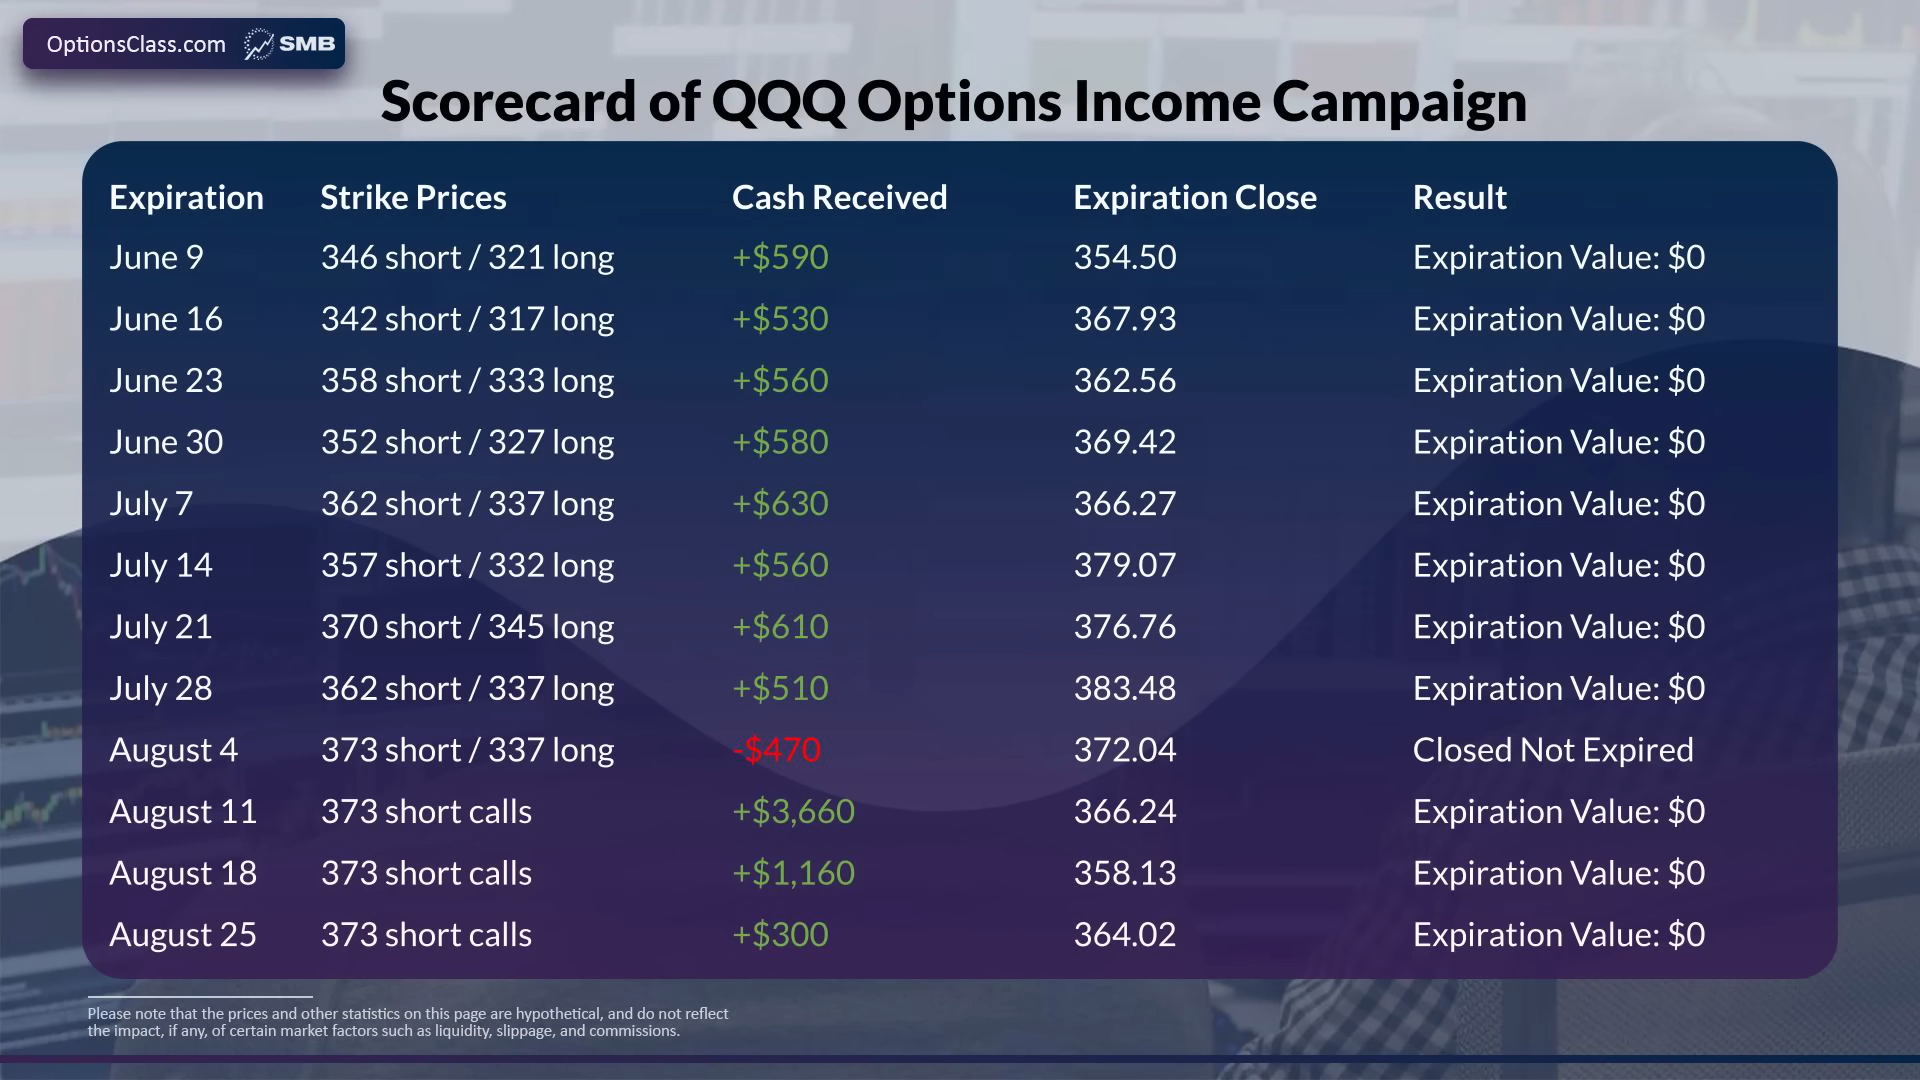 OptionsClass.com SMB
Scorecard of QQQ Options Income Campaign
Expiration Strike Prices Cash Received Expiration Close Result
June 9 346 short / 321 long +$590 354.50 Expiration Value: $0
June 16 342 short / 317 long +$530 367.93 Expiration Value: $0
June 23 358 short / 333 long +$560 362.56 Expiration Value: $0
June 30 352 short / 327 long +$580 369.42 Expiration Value: $0
July 7 362 short / 337 long +$630 366.27 Expiration Value: $0
July 14 357 short / 332 long +$560 379.07 Expiration Value: $0
July 21 370 short / 345 long +$610 376.76 Expiration Value: $0
July 28 362 short / 337 long +$510 383.48 Expiration Value: $0
August 4 373 short / 337 long -$470 372.04 Closed Not Expired
August 11 373 short calls +$3,660 366.24 Expiration Value: $0
August 18 373 short calls +$1,160 358.13 Expiration Value: $0
August 25 373 short calls +$300 364.02 Expiration Value: $0
Please note that the prices and other statistics on this page are hypothetical, and do not reflect
the impact, if any, of certain market factors such as liquidity, slippage, and commissions.